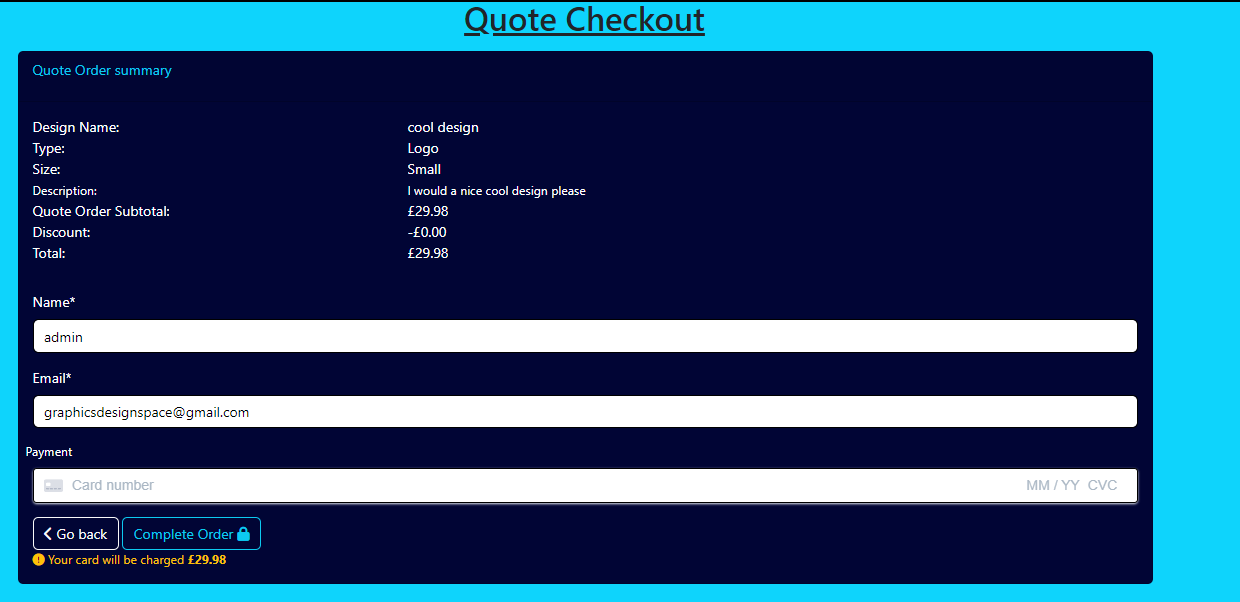 Quote Checkout
Quote Order summary
Design Name: cool design
Type: Logo
Size: Small
Description: I would a nice cool design please
Quote Order Subtotal: £29.98
Discount: -£0.00
Total: £29.98
Name*
admin
Email*
graphicsdesignspace@gmail.com
Payment
Card number MM / YY CVC
Go back Complete Order
Your card will be charged £29.98